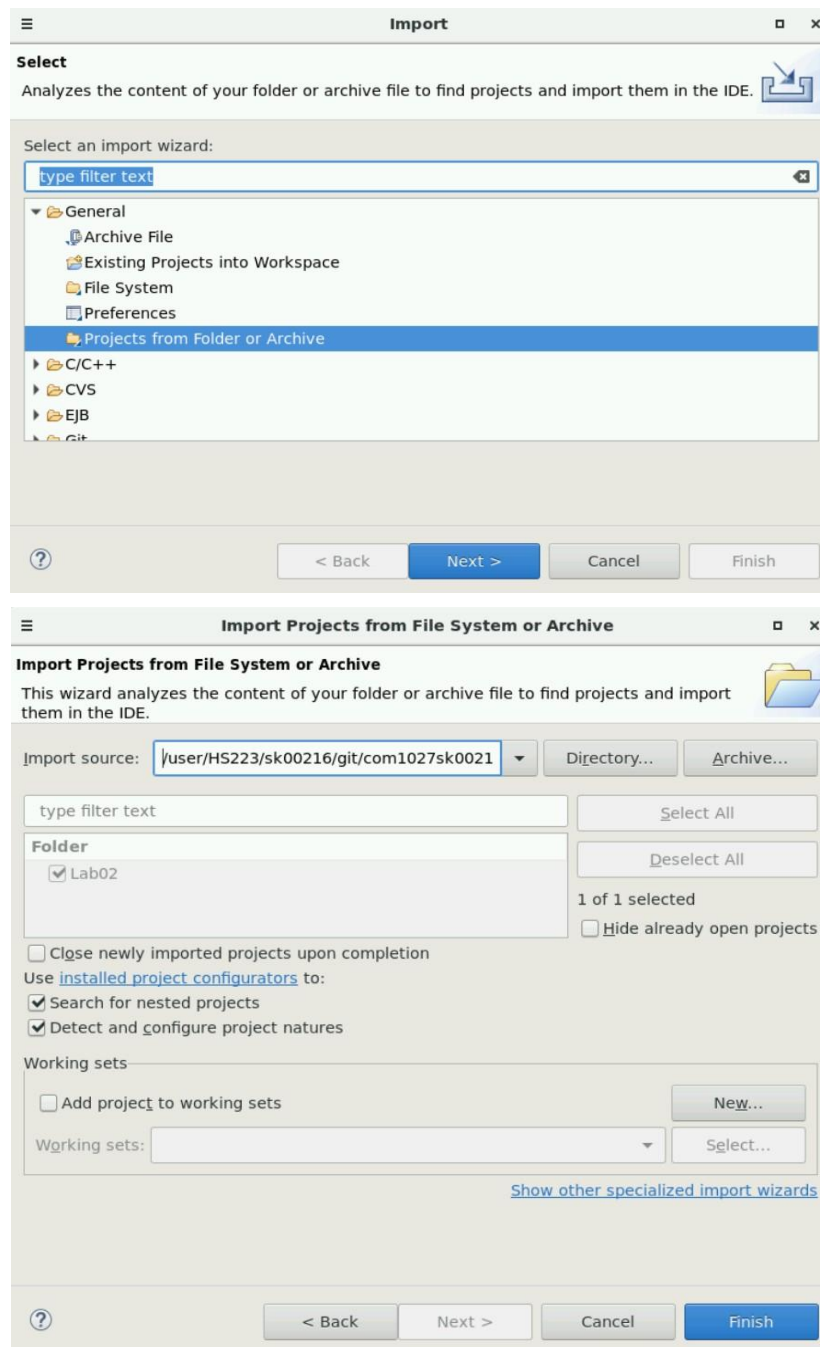 Import
Select
Analyzes the content of your folder or archive file to find projects and import them in the IDE.
Select an import wizard:
type filter text
General
Archive File
Existing Projects into Workspace
File System
Preferences
Projects from Folder or Archive
C/C++
CVS
EJB
Git
< Back Next > Cancel Finish
Import Projects from File System or Archive
Import Projects from File System or Archive
This wizard analyzes the content of your folder or archive file to find projects and import
them in the IDE.
Import source: /user/HS223/sk00216/git/com1027sk0021 Directory... Archive...
type filter text Select All
Folder
Deselect All
Lab02
1 of 1 selected
Hide already open projects
Close newly imported projects upon completion
Use installed project configurators to:
Search for nested projects
Detect and configure project natures
Working sets
Add project to working sets New...
Working sets: Select...
Show other specialized import wizards
< Back Next > Cancel Finish